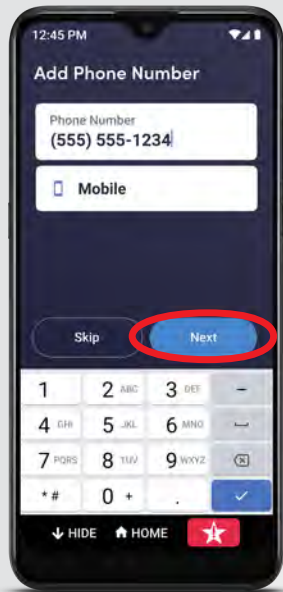 12:45 PM
Add Phone Number
Phone Number
(555) 555-1234
Mobile
Skip Next
1 2 ABC 3 DEF -
4 GHI 5 JKL 6 MNO
7 PQRS 8 TUV 9 WXYZ
* # 0 + .
HIDE HOME